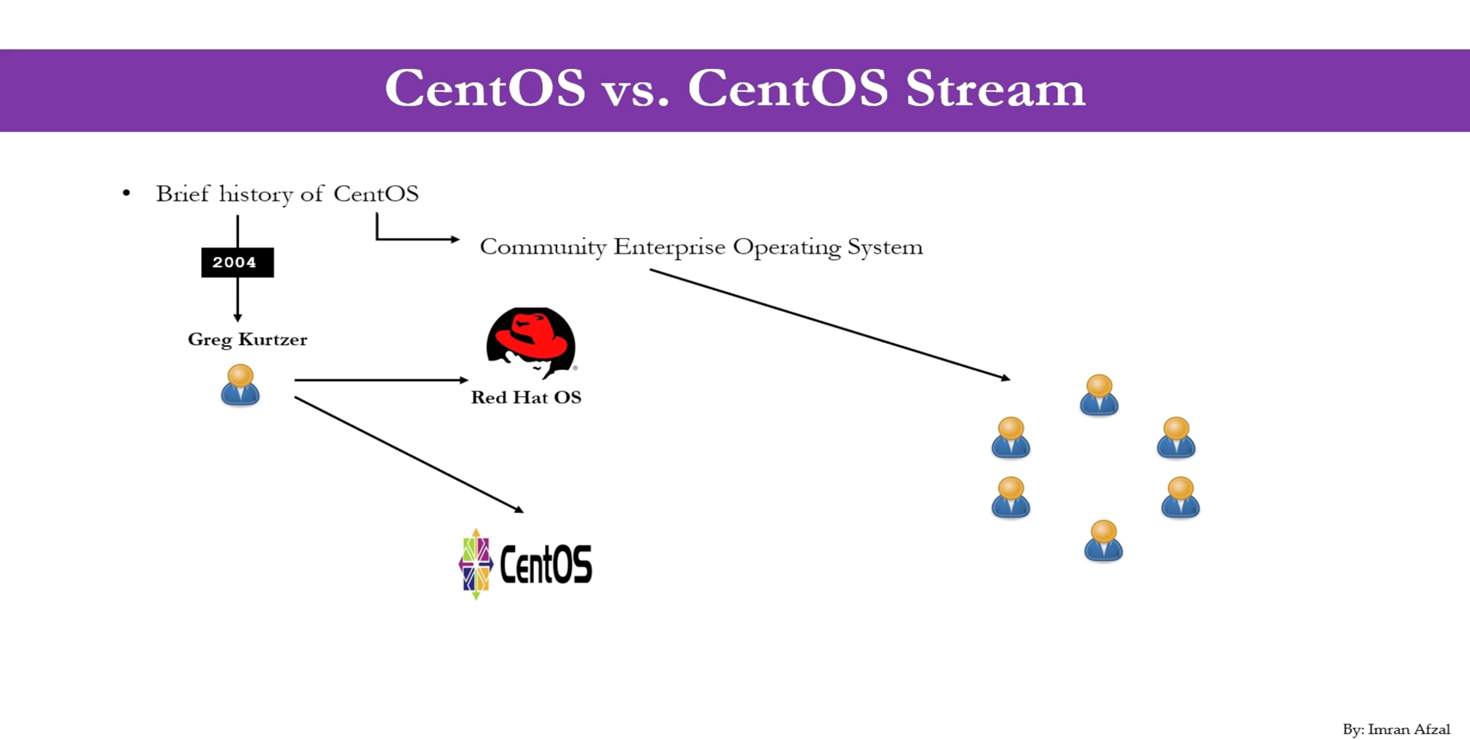 CentOS vs. CentOS Stream
• Brief history of CentOS
2004
Community Enterprise Operating System
Greg Kurtzer
Red Hat OS
CentOS
By: Imran Afzal